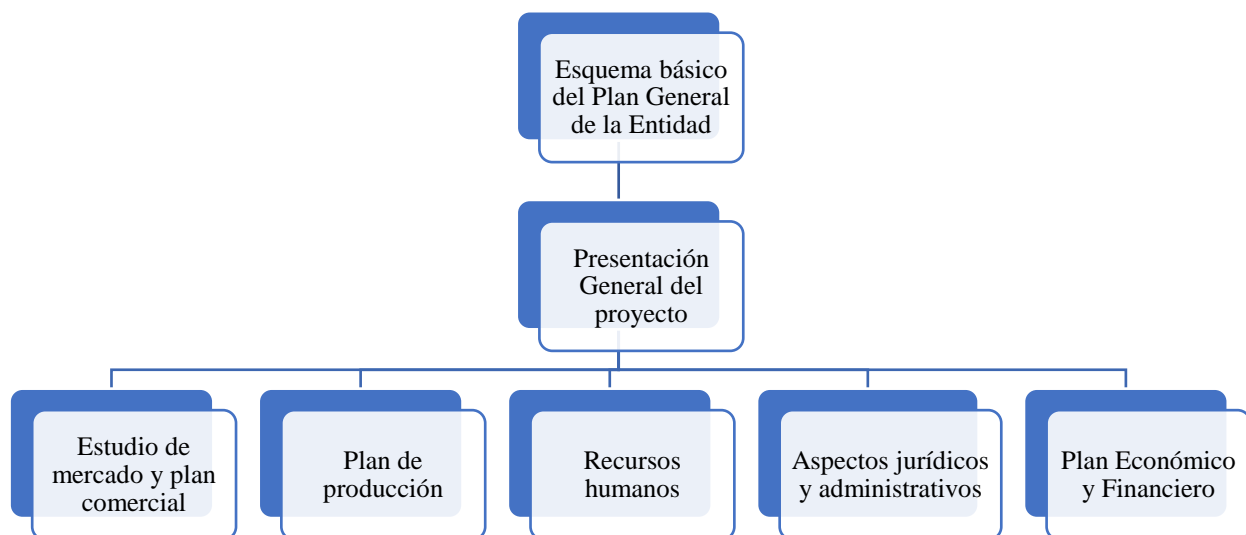 Esquema básico
del Plan General
de la Entidad
Presentación
General del
proyecto
Estudio de
mercado y plan
comercial
Plan de
producción
Recursos
humanos
Aspectos jurídicos
y administrativos
Plan Económico
y Financiero